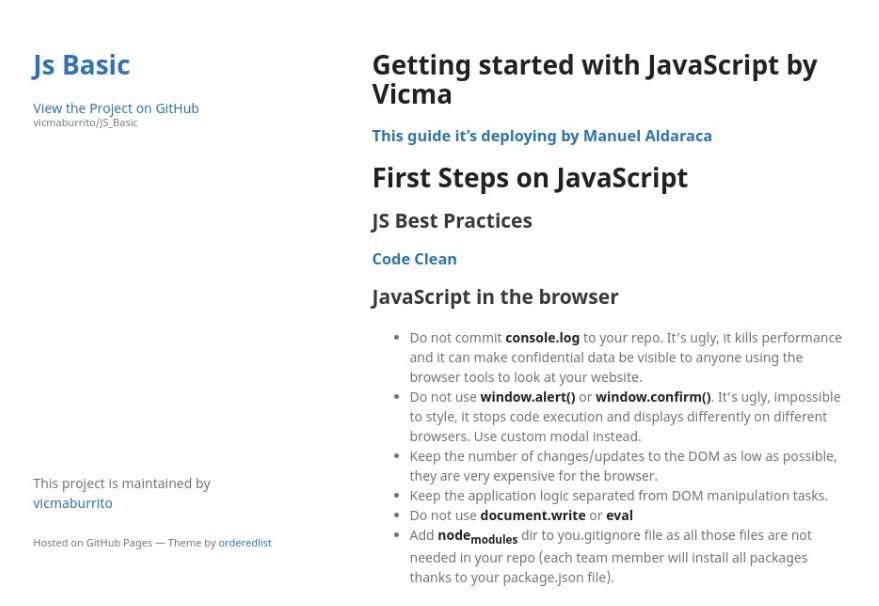 Js Basic
View the Project on GitHub
vicmaburrito/JS_Basic
This project is maintained by
vicmaburrito
Hosted on GitHub Pages — Theme by orderedlist
Getting started with JavaScript by
Vicma
This guide it’s deploying by Manuel Aldaraca
First Steps on JavaScript
JS Best Practices
Code Clean
JavaScript in the browser
Do not commit console.log to your repo. It’s ugly, it kills performance
and it can make confidential data be visible to anyone using the
browser tools to look at your website.
Do not use window.alert() or window.confirm(). It’s ugly, impossible
to style, it stops code execution and displays differently on different
browsers. Use custom modal instead.
Keep the number of changes/updates to the DOM as low as possible,
they are very expensive for the browser.
Keep the application logic separated from DOM manipulation tasks.
Do not use document.write or eval
Add nodemodules dir to you.gitignore file as all those files are not
needed in your repo (each team member will install all packages
thanks to your package.json file).